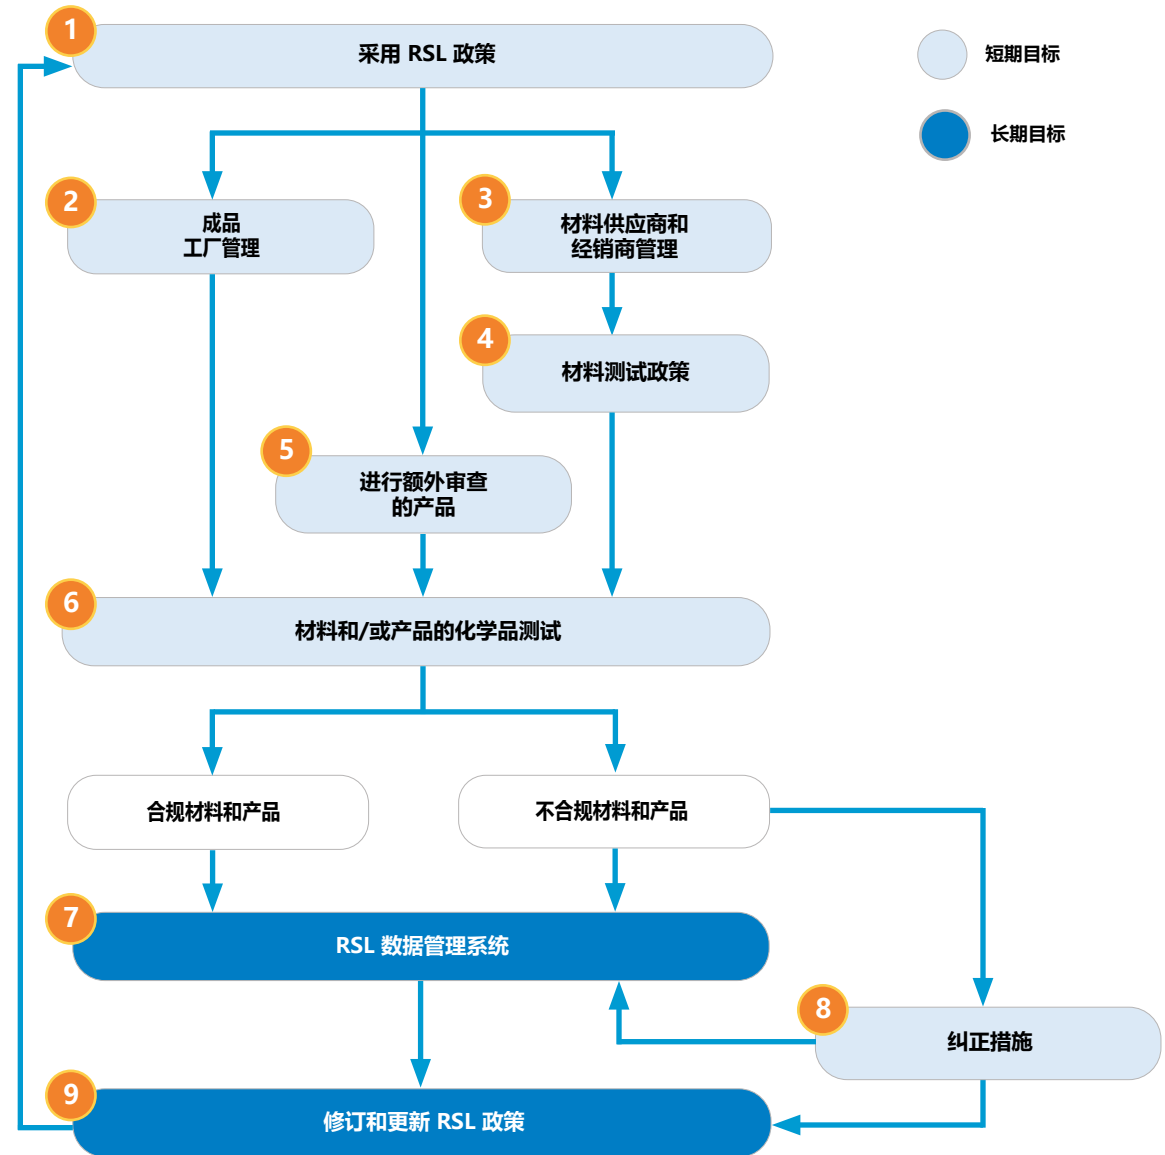 1
采用 RSL 政策
短期目标
长期目标
2
成品
工厂管理
3
材料供应商和
经销商管理
4
材料测试政策
5
进行额外审查
的产品
6
材料和/或产品的化学品测试
合规材料和产品
不合规材料和产品
7
RSL 数据管理系统
8
纠正措施
9
修订和更新 RSL 政策